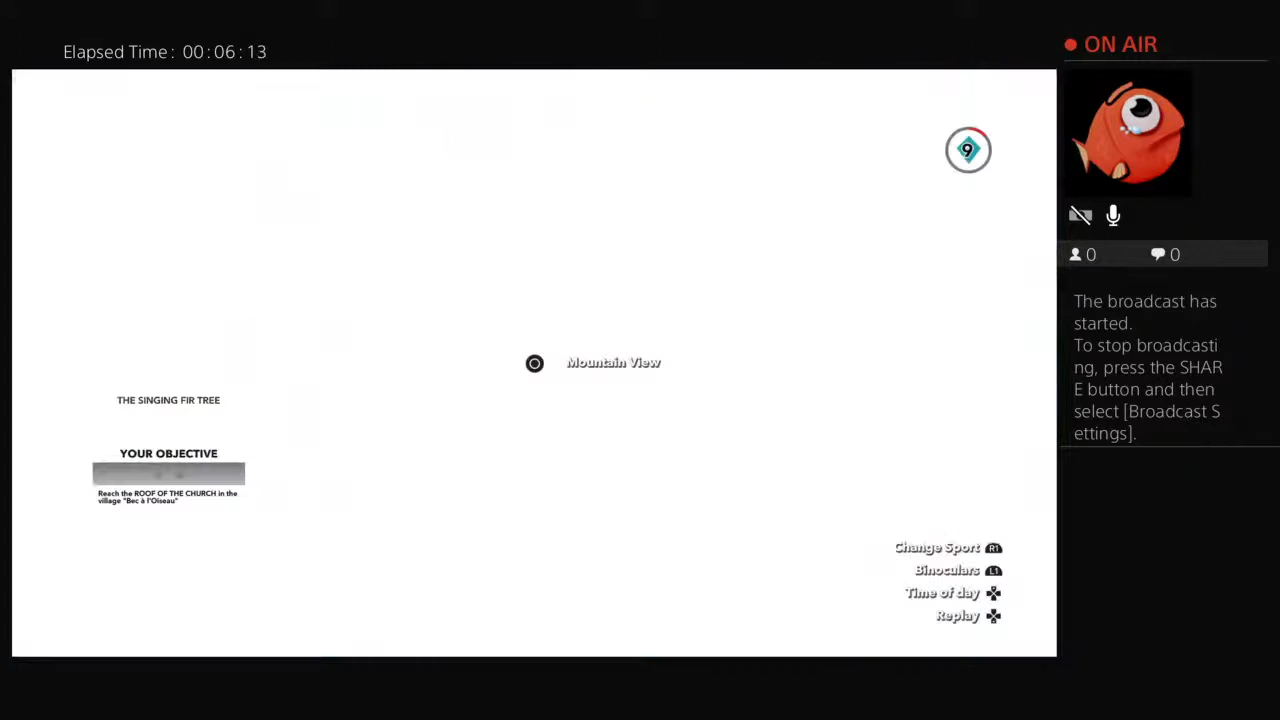 Elapsed Time: 00:06:13
ON AIR
9
0 0
The broadcast has
started.
To stop broadcasti
ng, press the SHAR
E button and then
select [Broadcast S
ettings].
Mountain View
THE SINGING FIR TREE
YOUR OBJECTIVE
Reach the ROOF OF THE CHURCH in the
village "Bec à l'Oiseau"
Change Sport R1
Binoculars L1
Time of day
Replay